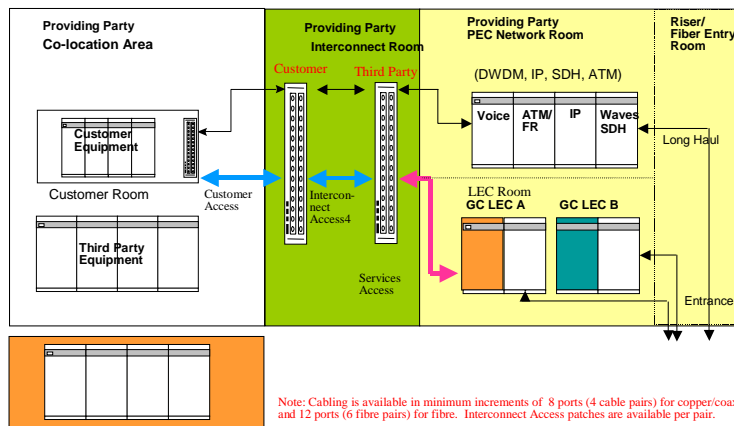 Providing Party
Co-location Area
Providing Party
Interconnect Room
Providing Party
PEC Network Room
Riser/
Fiber Entry
Room
Customer
Third Party
(DWDM, IP, SDH, ATM)
Voice
ATM/
FR
IP
Waves
SDH
Long Haul
Customer
Equipment
Customer Room
Customer
Access
Intercon-
nect
Access4
LEC Room
GC LEC A
GC LEC B
Third Party
Equipment
Services
Access
Entrance
Note: Cabling is available in minimum increments of 8 ports (4 cable pairs) for copper/coax
and 12 ports (6 fibre pairs) for fibre. Interconnect Access patches are available per pair.